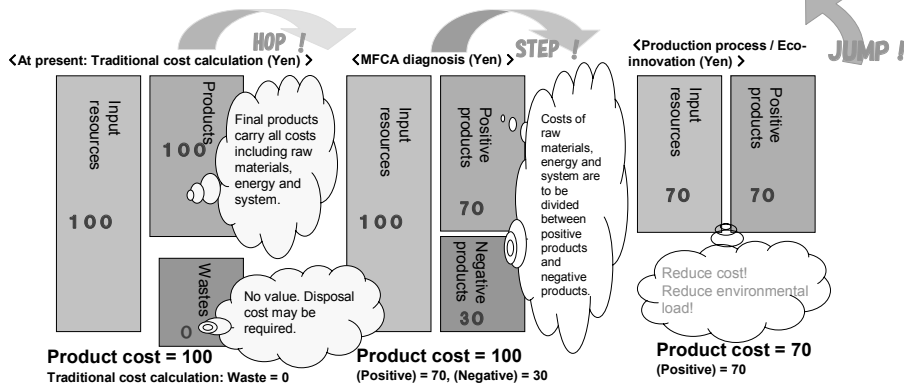 HOP !
STEP !
JUMP !
<At present: Traditional cost calculation (Yen) >
<MFCA diagnosis (Yen) >
<Production process / Eco-
innovation (Yen) >
Input
resources
100
Products
100
Final products
carry all costs
including raw
materials,
energy and
system.
Wastes
0
No value. Disposal
cost may be
required.
Product cost = 100
Traditional cost calculation: Waste = 0
Input
resources
100
Positive
products
70
Negative
products
30
Costs of
raw
materials,
energy and
system are
to be
divided
between
positive
products
and
negative
products.
Product cost = 100
(Positive) = 70, (Negative) = 30
Input
resources
70
Positive
products
70
Reduce cost!
Reduce environmental
load!
Product cost = 70
(Positive) = 70